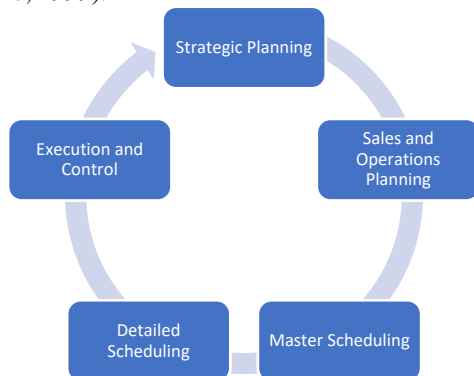 Strategic Planning
Sales and
Operations
Planning
Master Scheduling
Detailed
Scheduling
Execution and
Control